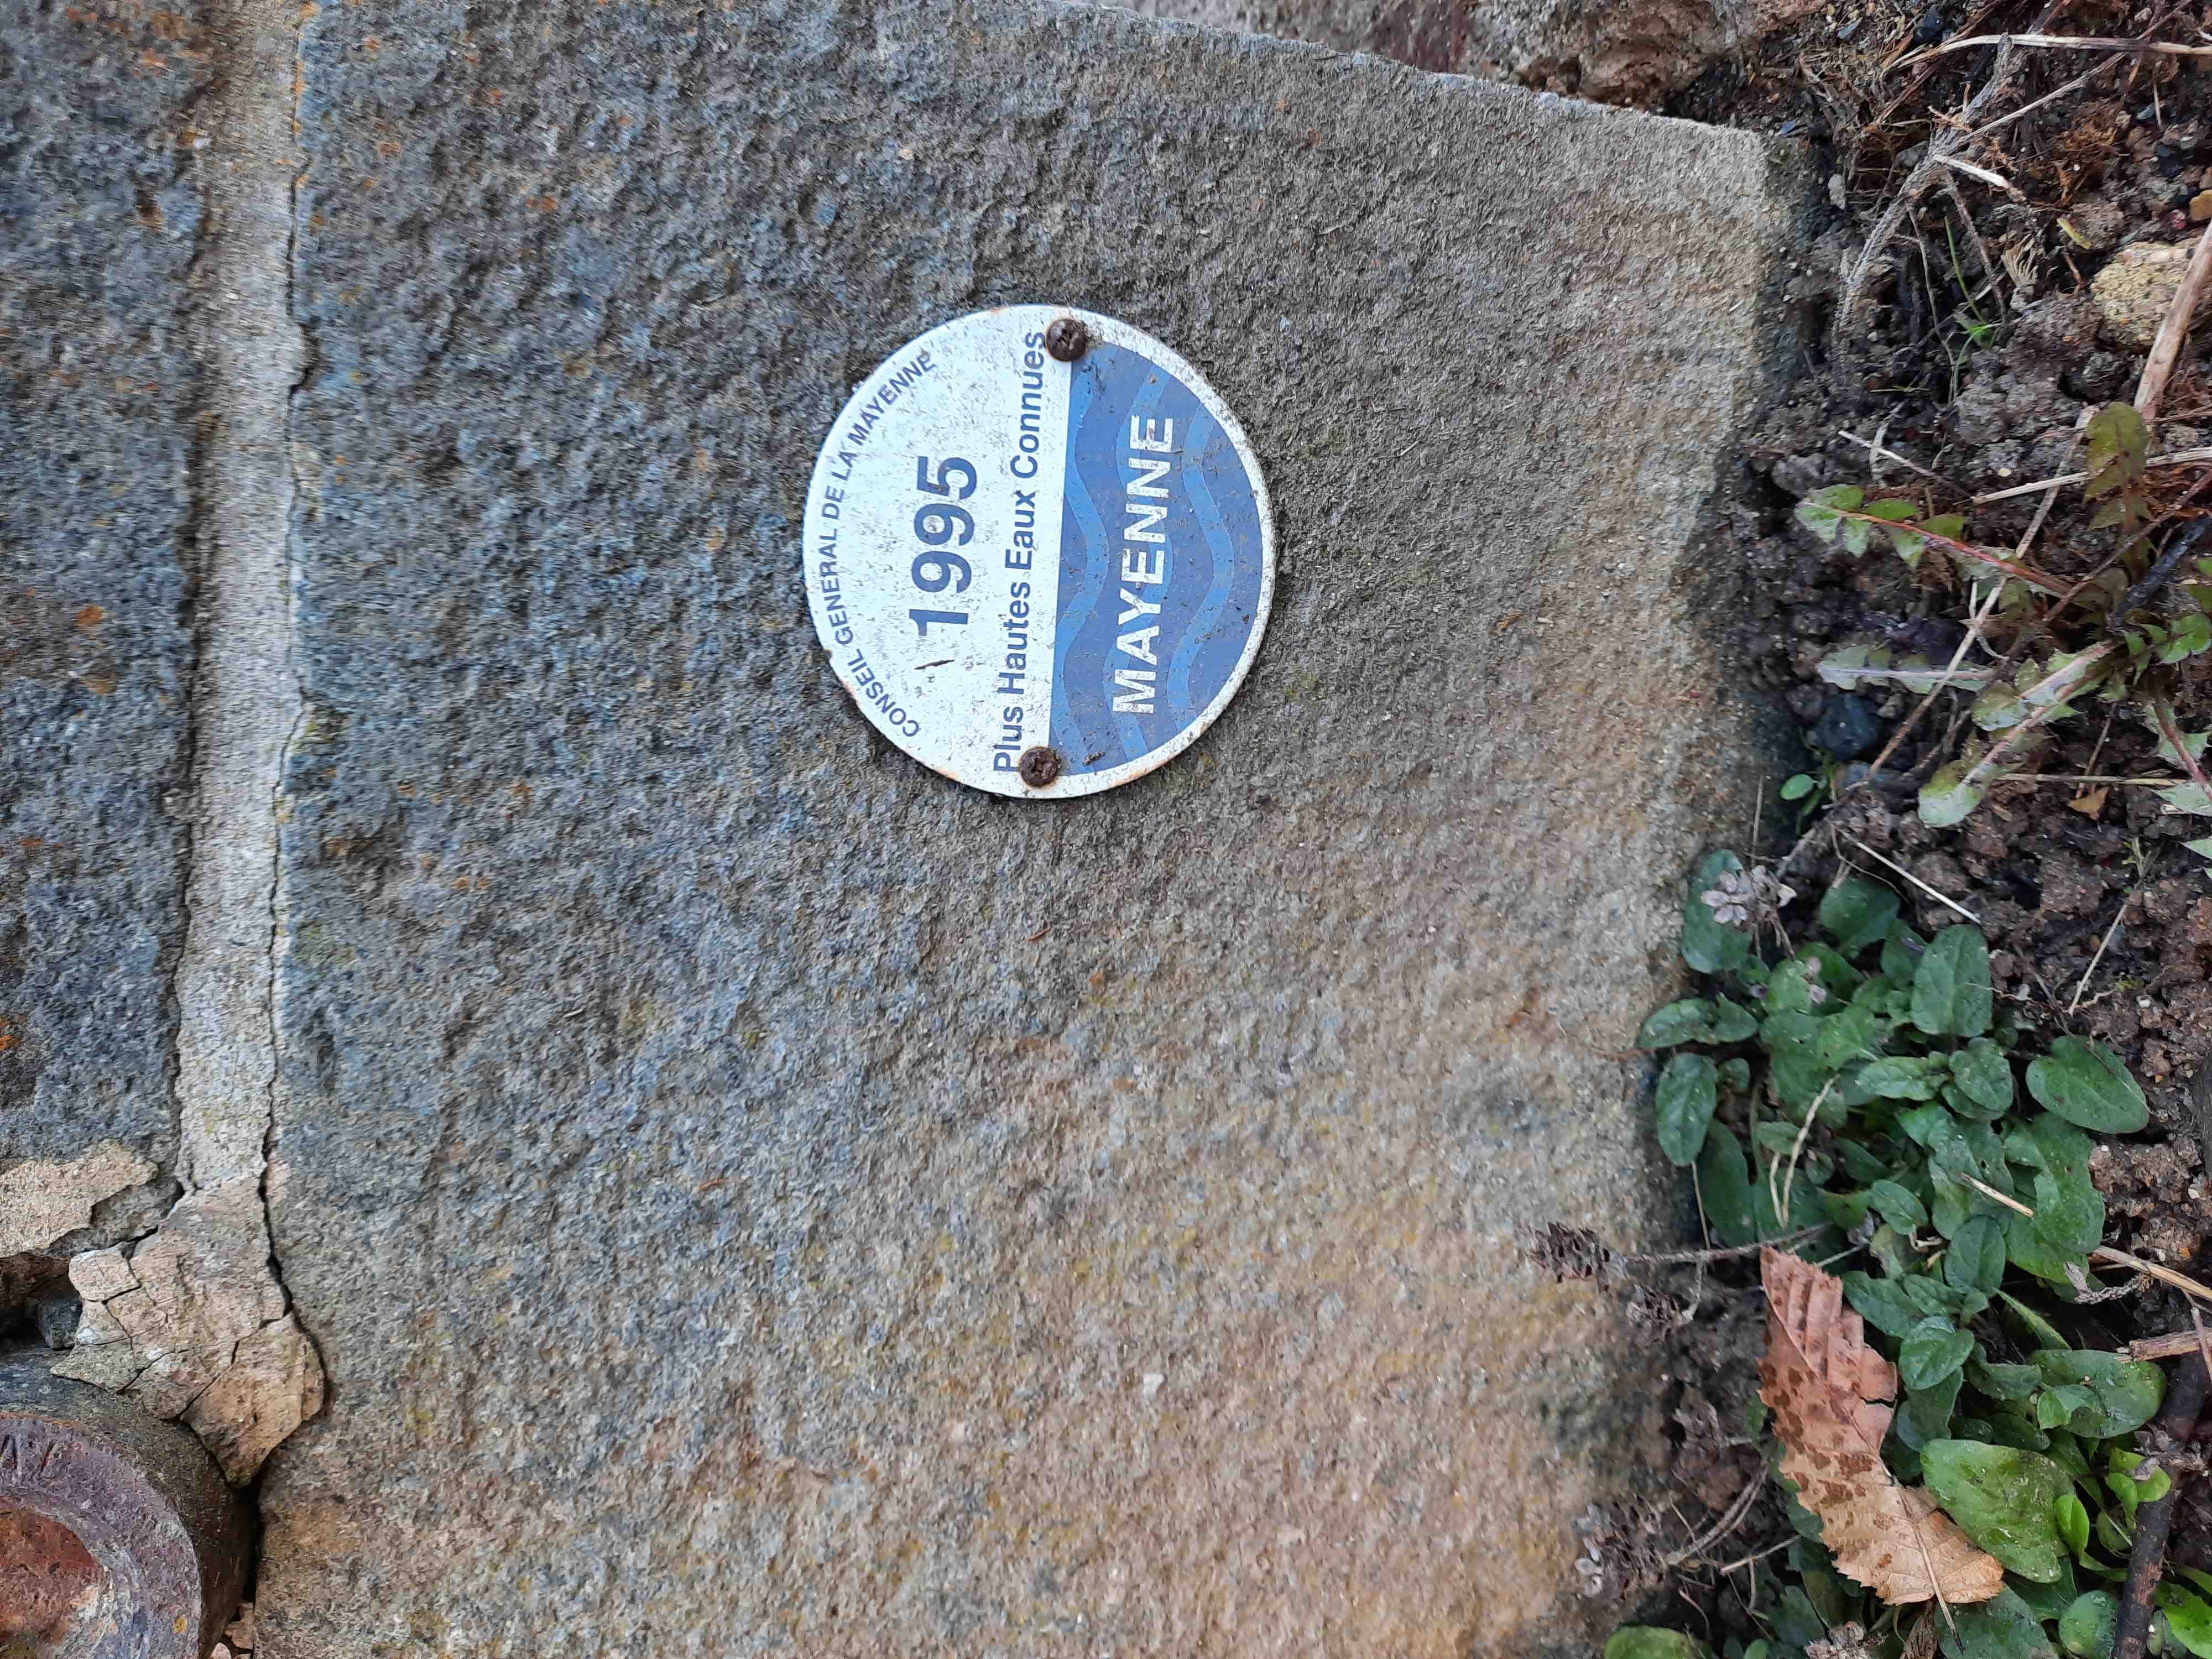 CONSEIL GENERAL DE LA MAYENNE
1995
Plus Hautes Eaux Connues
MAYENNE